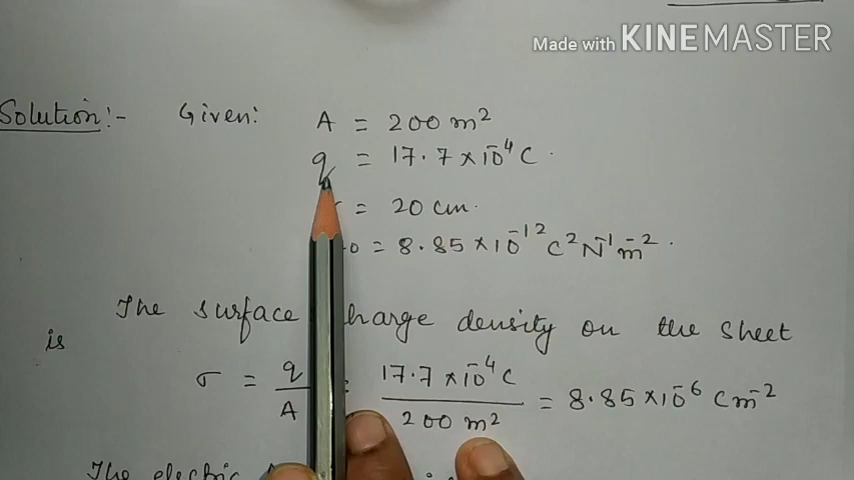 Made with KINEMASTER
Solution:- Given: A = 200 m²
q = 17.7 × 10⁻⁴ C.
= 20 cm.
= 8.85 × 10⁻¹² C² N⁻¹ m⁻².
The surface charge density on the sheet
is
σ = q/A = 17.7 × 10⁻⁴ C / 200 m² = 8.85 × 10⁻⁶ C m⁻²
The electric